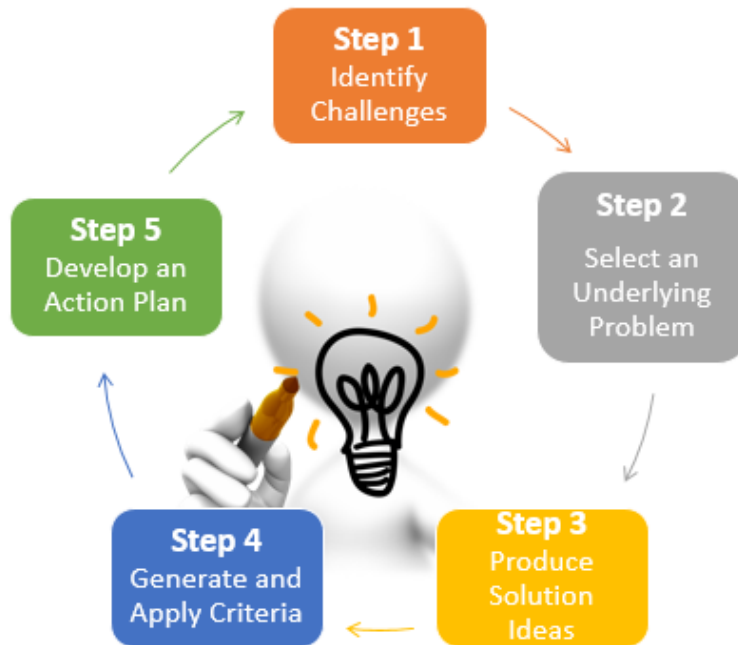 Step 1
Identify
Challenges
Step 2
Select an
Underlying
Problem
Step 3
Produce
Solution
Ideas
Step 4
Generate and
Apply Criteria
Step 5
Develop an
Action Plan